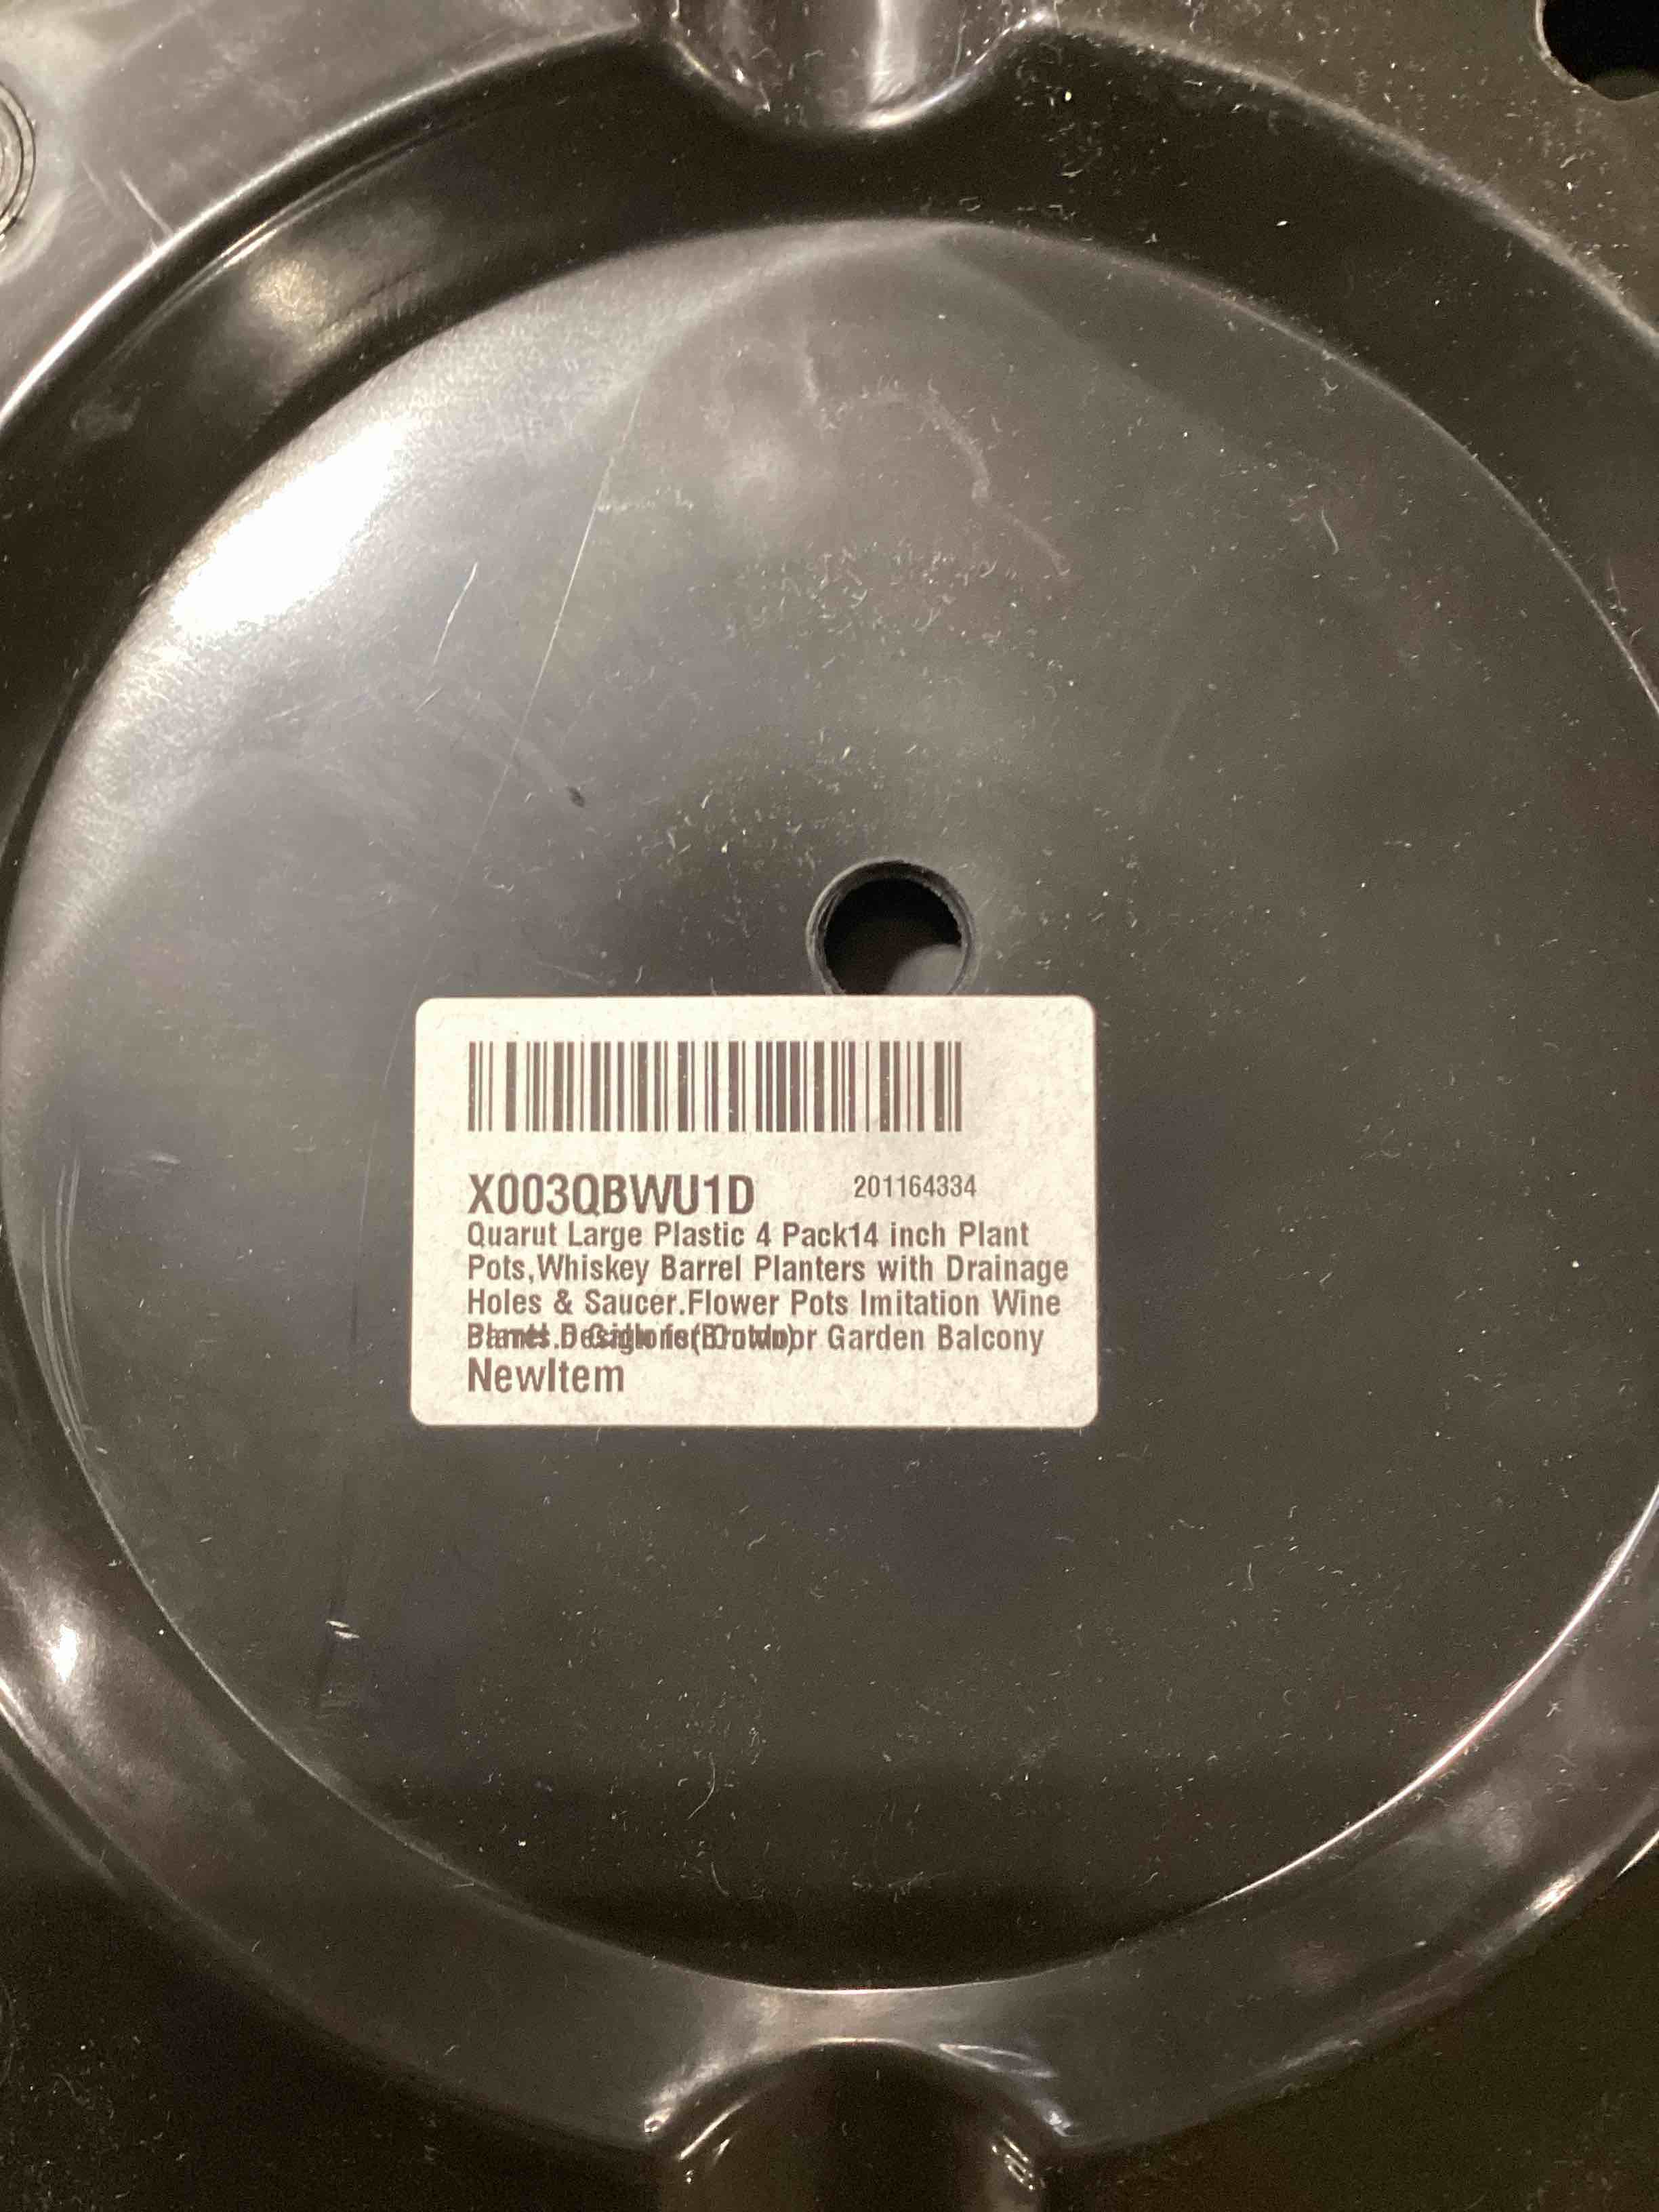 X003QBWU1D 201164334
Quarut Large Plastic 4 Pack14 inch Plant
Pots,Whiskey Barrel Planters with Drainage
Holes & Saucer.Flower Pots Imitation Wine
Garden Balcony
NewItem